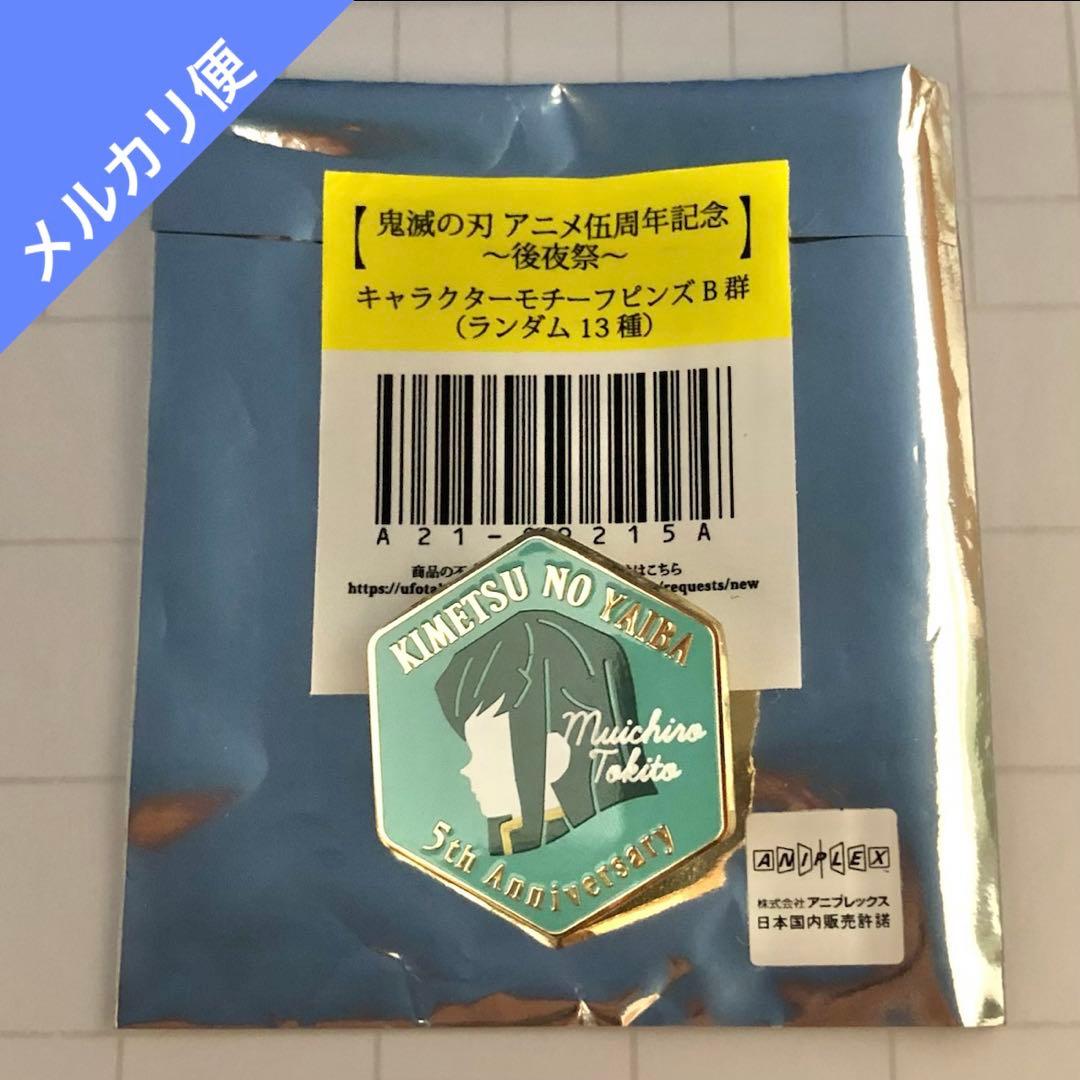 メルカリ便
【鬼滅の刃 アニメ伍周年記念
～後夜祭～】
キャラクターモチーフピンズ B 群
（ランダム 13 種）
A21-
215A
商品の不
はこちら
https://ufota
/requests/new
KIMETSU NO YAIBA
Muichiro
Tokito
5th Anniversary
ANIPLEX
株式会社 アニプレックス
日本国内販売許諾